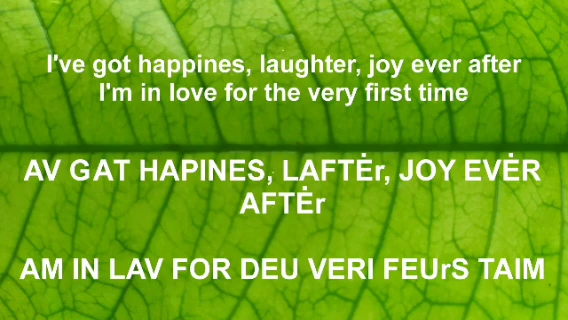 I've got happines, laughter, joy ever after
I'm in love for the very first time
AV GAT HAPINES, LAFTĖr, JOY EVĖR
AFTĖr
AM IN LAV FOR DEU VERI FEUrS TAIM